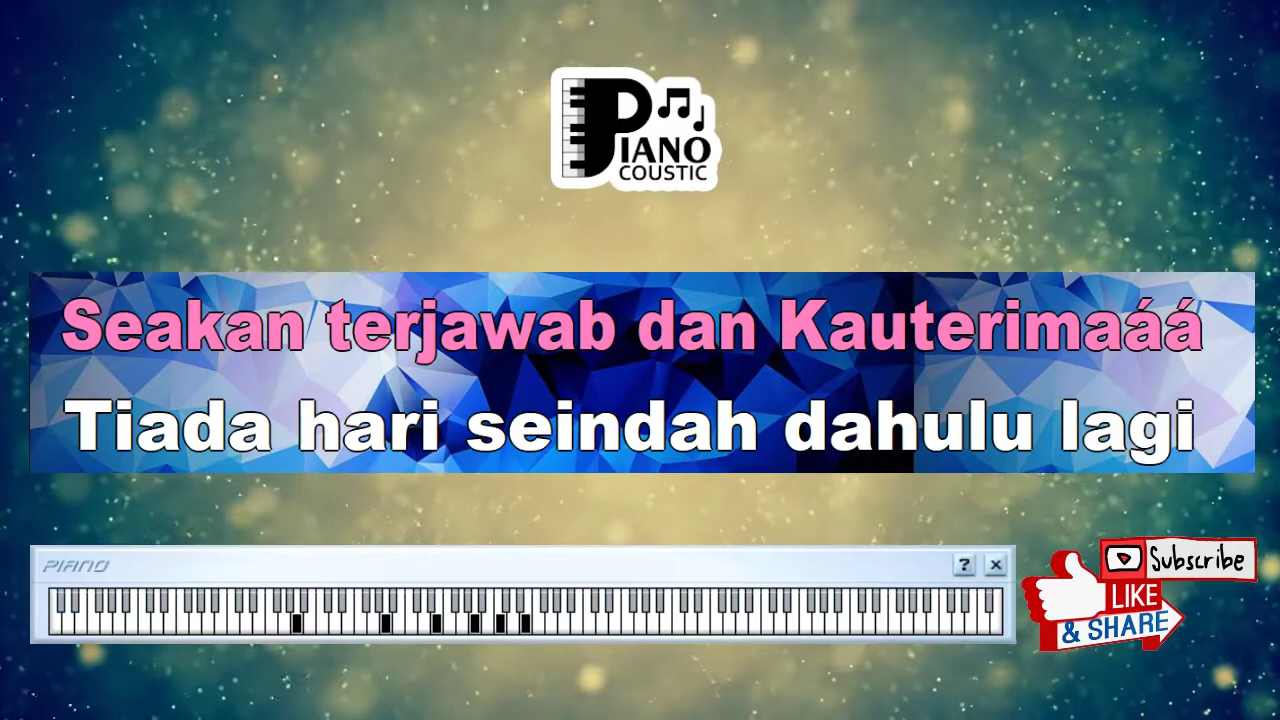 PIANO
COUSTIC
Seakan terjawab dan Kauterimaáá
Tiada hari seindah dahulu lagi
PIANO
? ×
Subscribe
LIKE
& SHARE